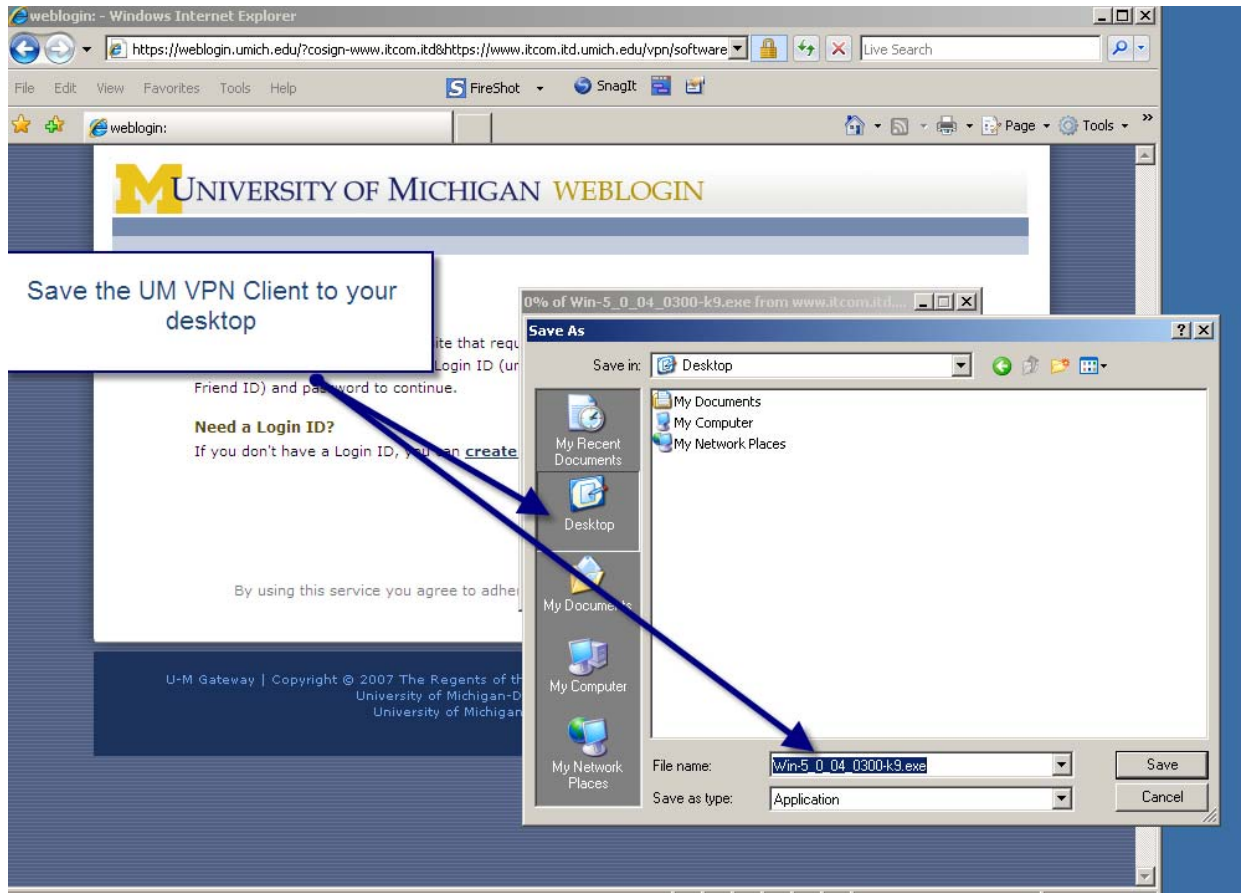 weblogin: - Windows Internet Explorer
https://weblogin.umich.edu/?cosign-www.itcom.itd&https://www.itcom.itd.umich.edu/vpn/software
Live Search
File Edit View Favorites Tools Help
FireShot
SnagIt
weblogin:
Page
Tools
»
UNIVERSITY OF MICHIGAN WEBLOGIN
Save the UM VPN Client to your
desktop
ite that requ
Login ID (un
Friend ID) and password to continue.
Need a Login ID?
If you don't have a Login ID, you can create
By using this service you agree to adhe
U-M Gateway | Copyright © 2007 The Regents of th
University of Michigan-D
University of Michigan
0% of Win-5_0_04_0300-k9.exe from www.itcom.itd....
Save As
Save in: Desktop
My Recent
Documents
Desktop
My Documents
My Computer
My Network
Places
My Documents
My Computer
My Network Places
File name: Win-5_0_04_0300-k9.exe
Save
Save as type: Application
Cancel